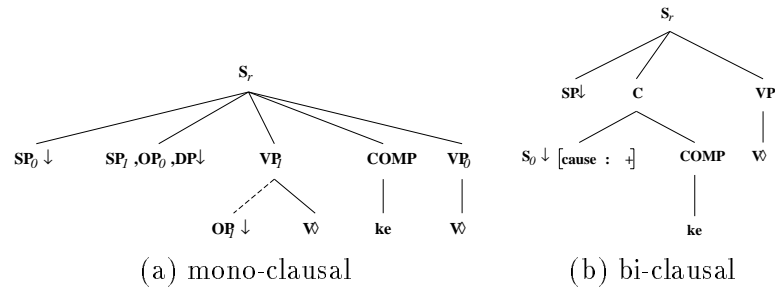 S_r
SP_0 ↓ SP_1 ,OP_0 ,DP↓ VP_1 COMP VP_0
OP_1 ↓ V◊ ke V◊
(a) mono-clausal
S_r
SP↓ C VP
S_0 ↓ [cause : +] COMP V◊
ke
(b) bi-clausal